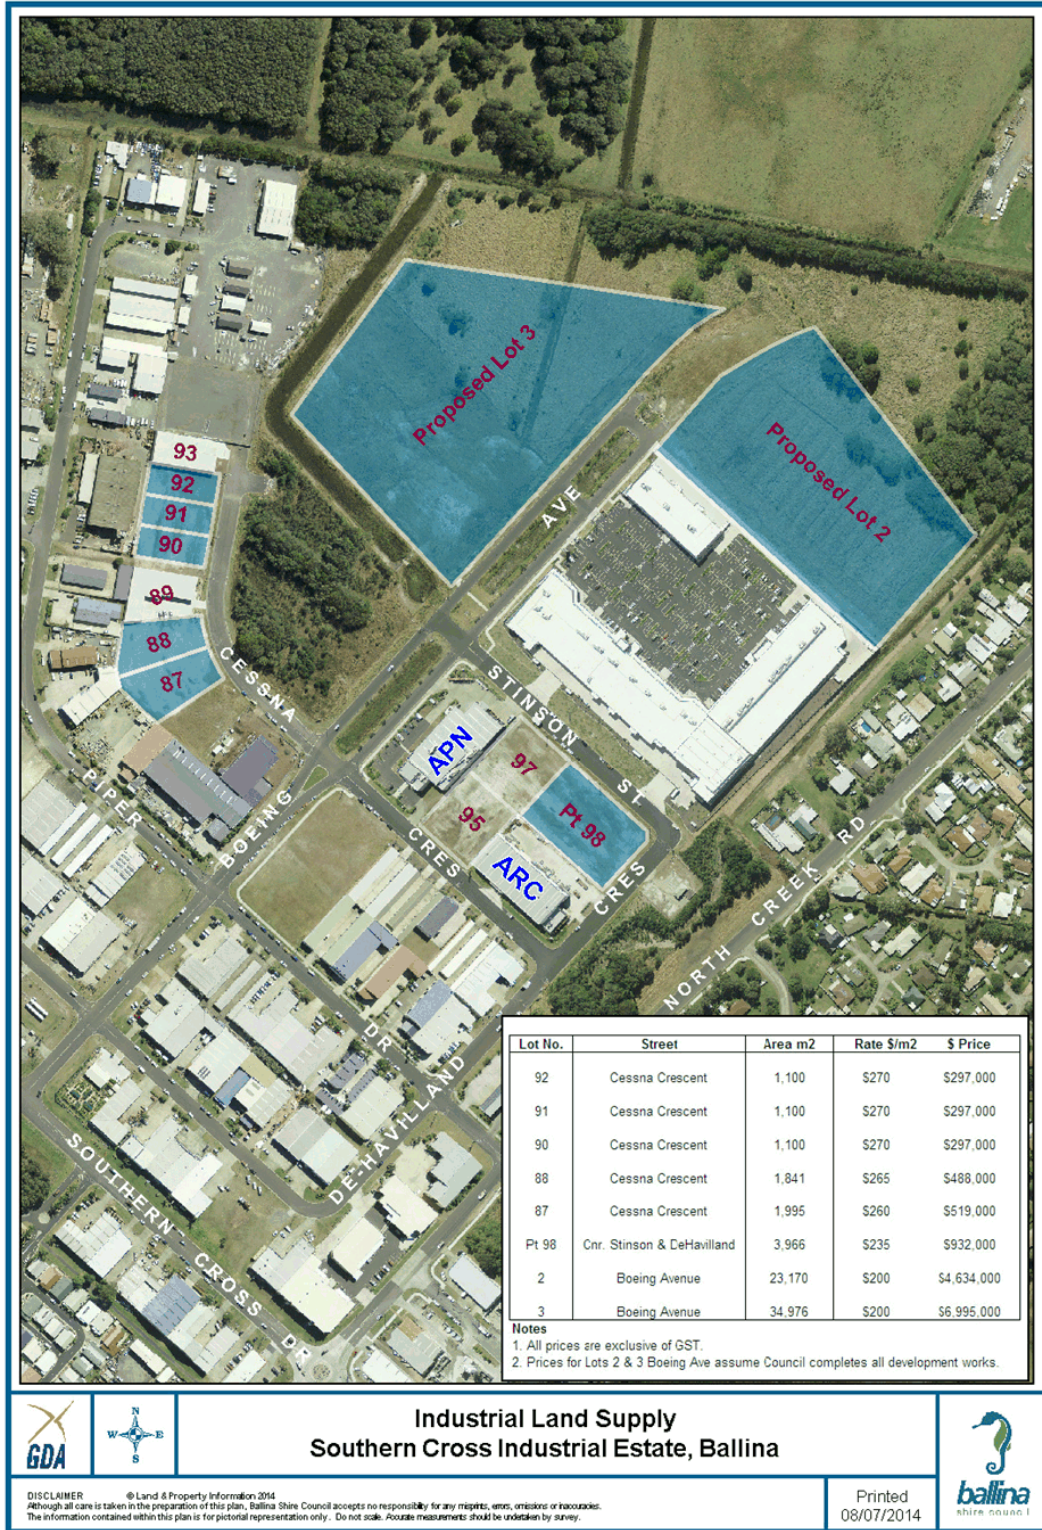 Proposed Lot 3
Proposed Lot 2
93
92
91
90
89
88
87
AVE
CESSNA
STINSON
ST
APN
97
95
Pt 98
ARC
PIPER
BOEING
CRES
CRES
NORTH CREEK RD
DR
DE-HAVILLAND
SOUTHERN CROSS DR
Lot No. Street Area m2 Rate $/m2 $ Price
92 Cessna Crescent 1,100 $270 $297,000
91 Cessna Crescent 1,100 $270 $297,000
90 Cessna Crescent 1,100 $270 $297,000
88 Cessna Crescent 1,841 $265 $488,000
87 Cessna Crescent 1,995 $260 $519,000
Pt 98 Cnr. Stinson & DeHavilland 3,966 $235 $932,000
2 Boeing Avenue 23,170 $200 $4,634,000
3 Boeing Avenue 34,976 $200 $6,995,000
Notes
1. All prices are exclusive of GST.
2. Prices for Lots 2 & 3 Boeing Ave assume Council completes all development works.
GDA
N
W E
S
Industrial Land Supply
Southern Cross Industrial Estate, Ballina
ballina
shire council
DISCLAIMER © Land & Property Information 2014
Although all care is taken in the preparation of this plan, Ballina Shire Council accepts no responsibility for any misprints, errors, omissions or inaccuracies.
The information contained within this plan is for pictorial representation only. Do not scale. Accurate measurements should be undertaken by survey.
Printed
08/07/2014